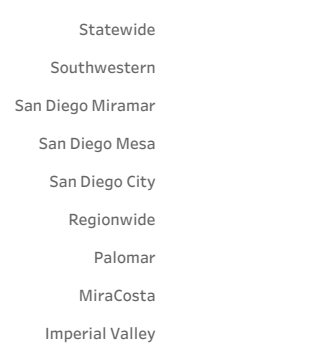 Statewide
Southwestern
San Diego Miramar
San Diego Mesa
San Diego City
Regionwide
Palomar
MiraCosta
Imperial Valley